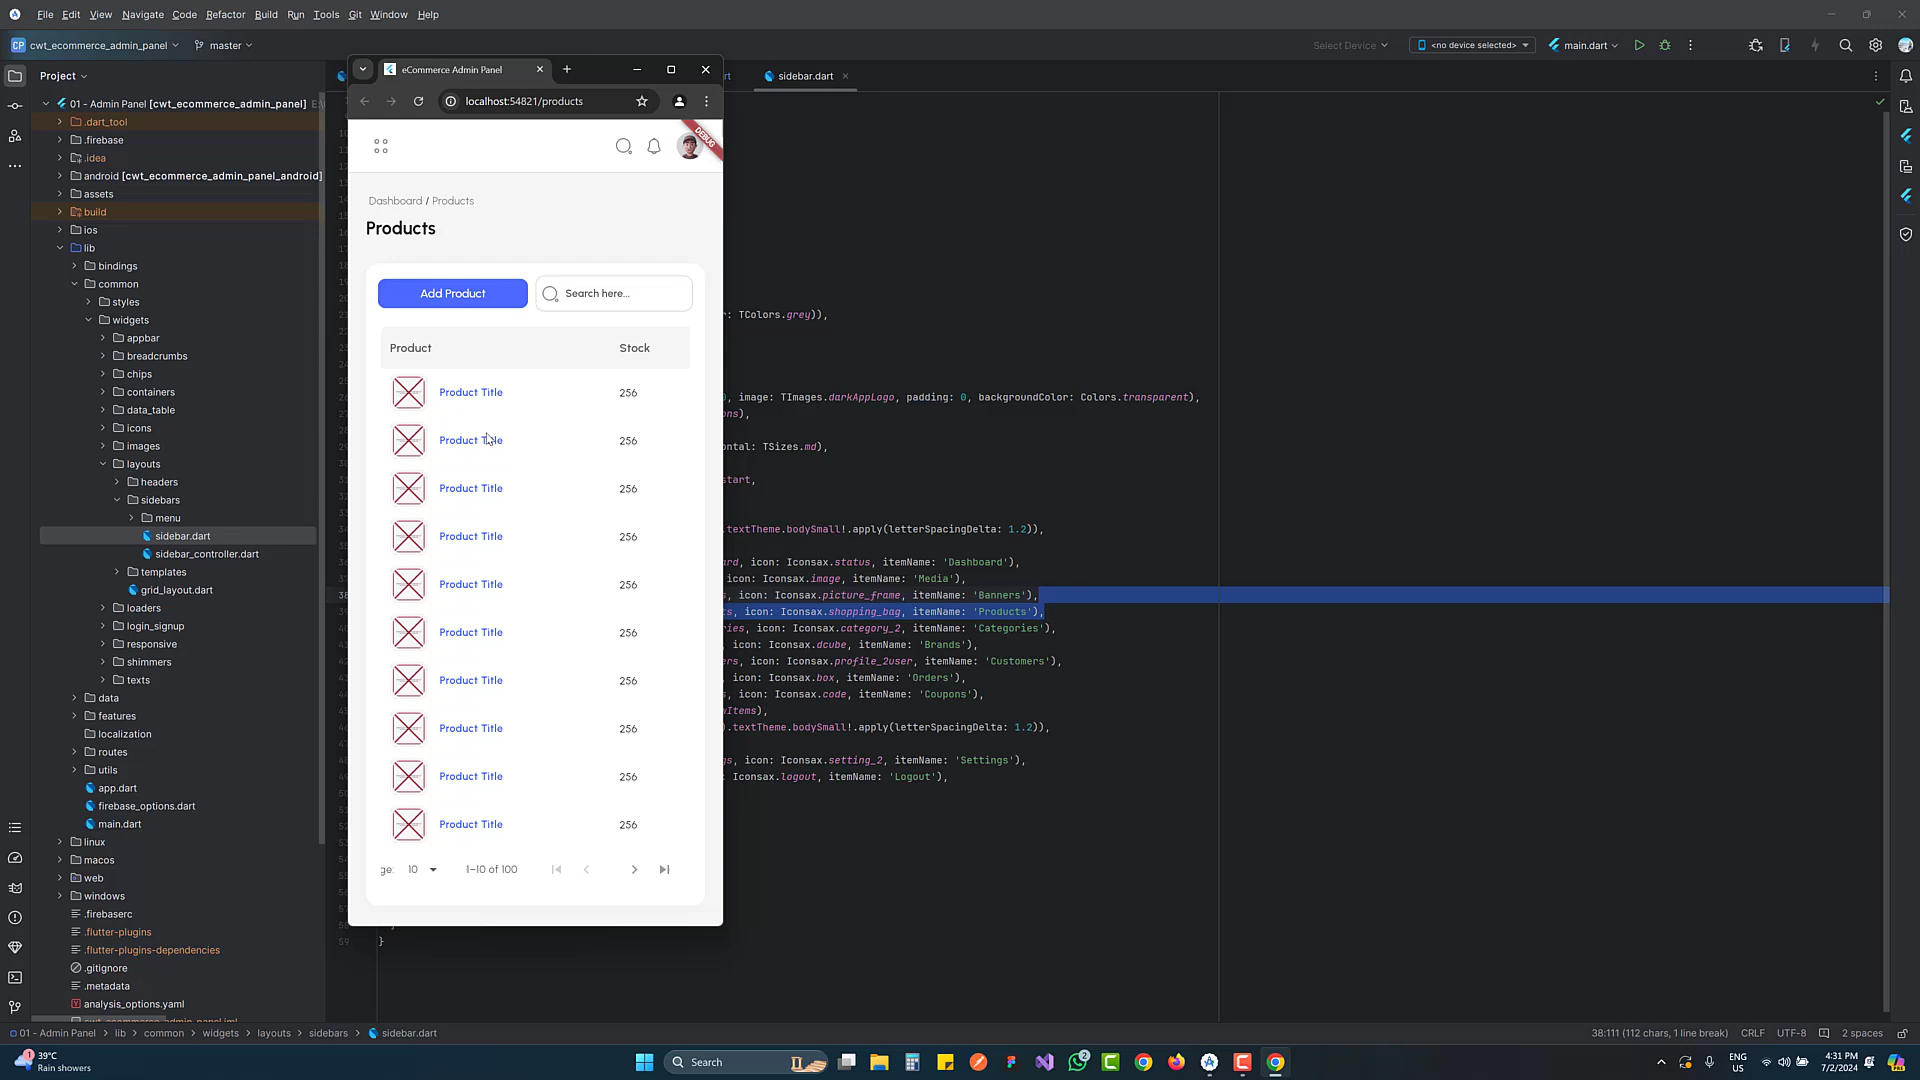 File Edit View Navigate Code Refactor Build Run Tools Git Window Help
CP cwt_ecommerce_admin_panel master Select Device <no device selected> main.dart
Project
sidebar.dart
eCommerce Admin Panel
localhost:54821/products
01 - Admin Panel [cwt_ecommerce_admin_panel]
.dart_tool
.firebase
.idea
android [cwt_ecommerce_admin_panel_android]
assets
build
ios
lib
bindings
common
styles
widgets
appbar
breadcrumbs
chips
containers
data_table
icons
images
layouts
headers
sidebars
menu
sidebar.dart
sidebar_controller.dart
templates
grid_layout.dart
loaders
login_signup
responsive
shimmers
texts
data
features
localization
routes
utils
app.dart
firebase_options.dart
main.dart
linux
macos
web
windows
.firebaserc
.flutter-plugins
.flutter-plugins-dependencies
.gitignore
.metadata
analysis_options.yaml
DEBUG
Dashboard / Products
Products
Add Product
Search here...
Product Stock
Product Title 256
Product Title 256
Product Title 256
Product Title 256
Product Title 256
Product Title 256
Product Title 256
Product Title 256
Product Title 256
Product Title 256
ge: 10 1–10 of 100
: TColors.grey)),
, image: TImages.darkAppLogo, padding: 0, backgroundColor: Colors.transparent),
ns),
ntal: TSizes.md),
tart,
.textTheme.bodySmall!.apply(letterSpacingDelta: 1.2)),
rd, icon: Iconsax.status, itemName: 'Dashboard'),
icon: Iconsax.image, itemName: 'Media'),
s, icon: Iconsax.picture_frame, itemName: 'Banners'),
ts, icon: Iconsax.shopping_bag, itemName: 'Products'),
ries, icon: Iconsax.category_2, itemName: 'Categories'),
, icon: Iconsax.dcube, itemName: 'Brands'),
ers, icon: Iconsax.profile_2user, itemName: 'Customers'),
, icon: Iconsax.box, itemName: 'Orders'),
s, icon: Iconsax.code, itemName: 'Coupons'),
Items),
).textTheme.bodySmall!.apply(letterSpacingDelta: 1.2)),
gs, icon: Iconsax.setting_2, itemName: 'Settings'),
: Iconsax.logout, itemName: 'Logout'),
59 }
01 - Admin Panel lib common widgets layouts sidebars sidebar.dart
38:111 (112 chars, 1 line break) CRLF UTF-8 2 spaces
39°C
Rain showers
Search
ENG
US
4:31 PM
7/2/2024